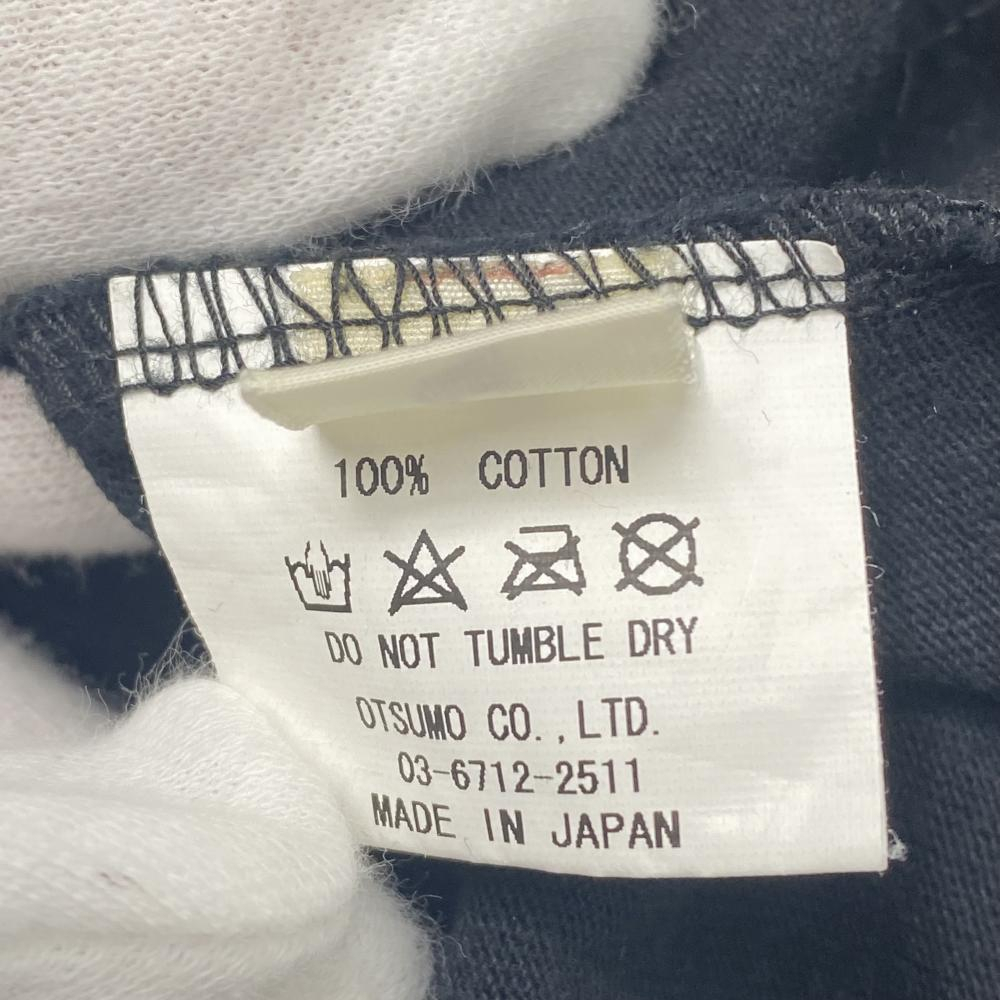 100% COTTON
DO NOT TUMBLE DRY
OTSUMO CO.,LTD.
03-6712-2511
MADE IN JAPAN